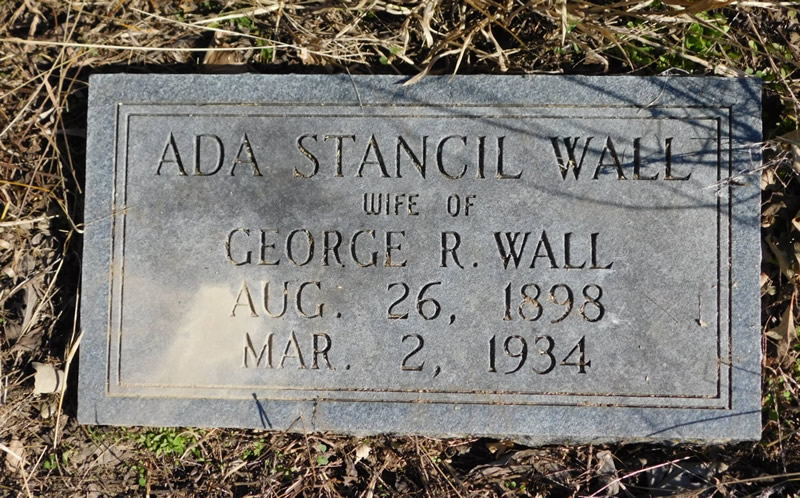 ADA STANCIL WALL
WIFE OF
GEORGE R. WALL
AUG. 26, 1898
MAR. 2, 1934